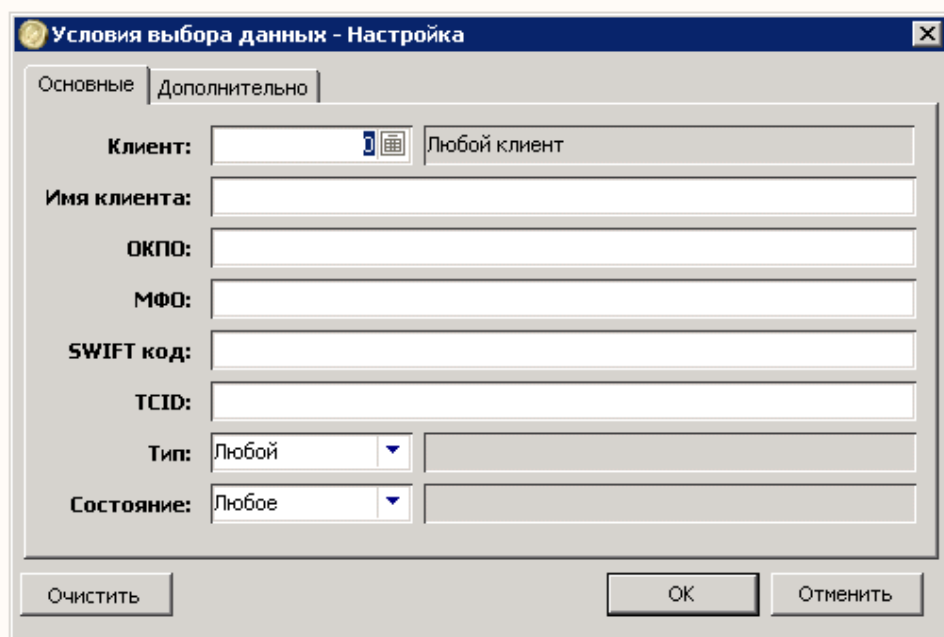 Условия выбора данных - Настройка
Основные Дополнительно
Клиент: 0 Любой клиент
Имя клиента:
ОКПО:
МФО:
SWIFT код:
TCID:
Тип: Любой
Состояние: Любое
Очистить OK Отменить